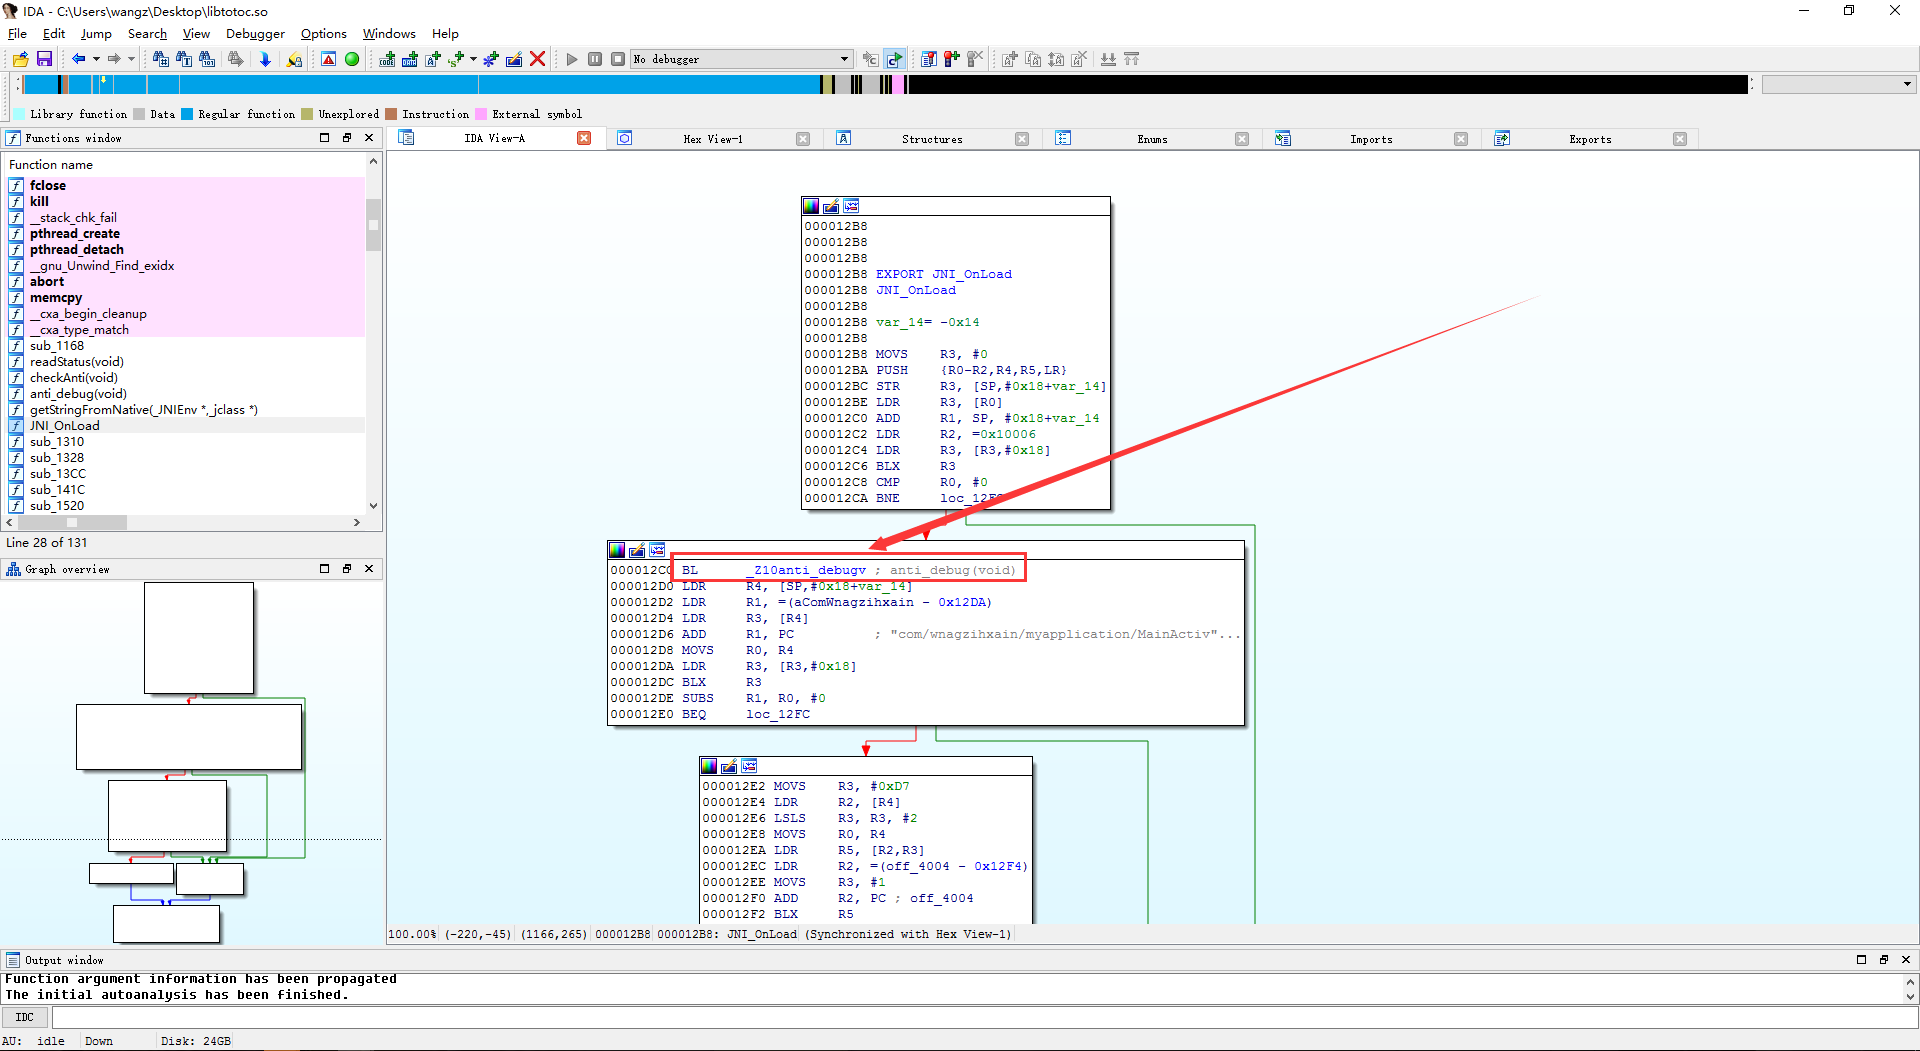 IDA - C:\Users\wangz\Desktop\libtotoc.so
File Edit Jump Search View Debugger Options Windows Help
No debugger
Library function Data Regular function Unexplored Instruction External symbol
Functions window
IDA View-A
Hex View-1
Structures
Enums
Imports
Exports
Function name
fclose
kill
__stack_chk_fail
pthread_create
pthread_detach
__gnu_Unwind_Find_exidx
abort
memcpy
__cxa_begin_cleanup
__cxa_type_match
sub_1168
readStatus(void)
checkAnti(void)
anti_debug(void)
getStringFromNative(_JNIEnv *,_jclass *)
JNI_OnLoad
sub_1310
sub_1328
sub_13CC
sub_141C
sub_1520
Line 28 of 131
Graph overview
000012B8
000012B8
000012B8
000012B8 EXPORT JNI_OnLoad
000012B8 JNI_OnLoad
000012B8
000012B8 var_14= -0x14
000012B8
000012B8 MOVS R3, #0
000012BA PUSH {R0-R2,R4,R5,LR}
000012BC STR R3, [SP,#0x18+var_14]
000012BE LDR R3, [R0]
000012C0 ADD R1, SP, #0x18+var_14
000012C2 LDR R2, =0x10006
000012C4 LDR R3, [R3,#0x18]
000012C6 BLX R3
000012C8 CMP R0, #0
000012CA BNE
000012CC BL _Z10anti_debugv ; anti_debug(void)
000012D0 LDR R4, [SP,#0x18+var_14]
000012D2 LDR R1, =(aComWnagzihxain - 0x12DA)
000012D4 LDR R3, [R4]
000012D6 ADD R1, PC ; "com/wnagzihxain/myapplication/MainActiv"...
000012D8 MOVS R0, R4
000012DA LDR R3, [R3,#0x18]
000012DC BLX R3
000012DE SUBS R1, R0, #0
000012E0 BEQ loc_12FC
000012E2 MOVS R3, #0xD7
000012E4 LDR R2, [R4]
000012E6 LSLS R3, R3, #2
000012E8 MOVS R0, R4
000012EA LDR R5, [R2,R3]
000012EC LDR R2, =(off_4004 - 0x12F4)
000012EE MOVS R3, #1
000012F0 ADD R2, PC ; off_4004
000012F2 BLX R5
100.00% (-220,-45) (1166,265) 000012B8 000012B8: JNI_OnLoad (Synchronized with Hex View-1)
Output window
Function argument information has been propagated
The initial autoanalysis has been finished.
IDC
AU: idle Down Disk: 24GB